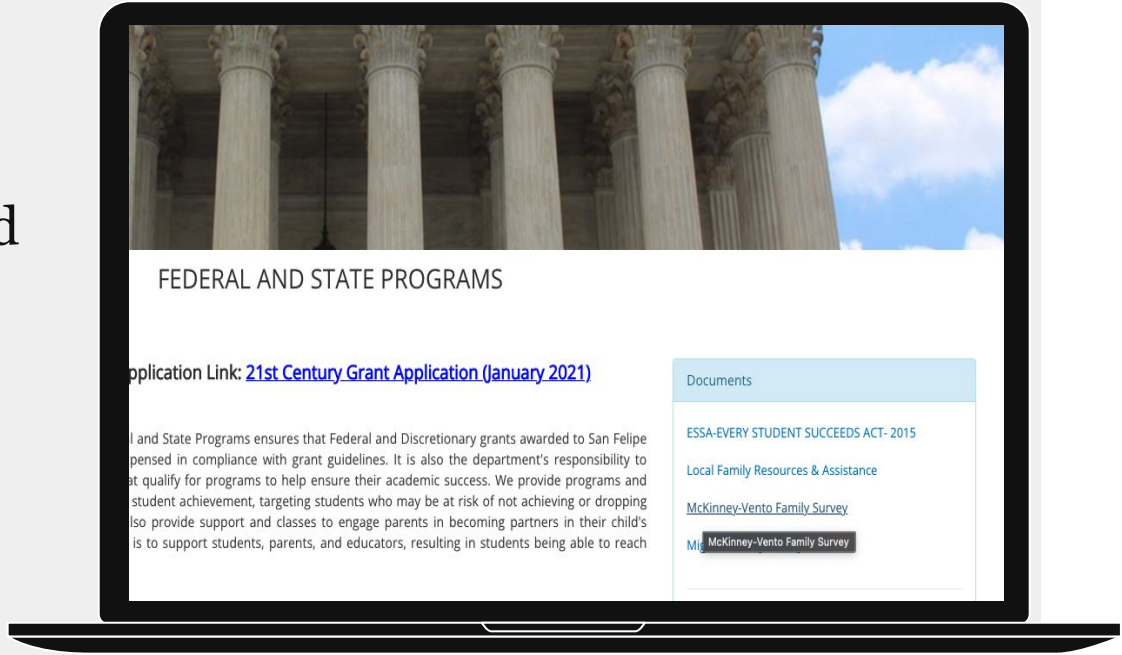 FEDERAL AND STATE PROGRAMS
pplication Link: 21st Century Grant Application (January 2021)
l and State Programs ensures that Federal and Discretionary grants awarded to San Felipe
pensed in compliance with grant guidelines. It is also the department's responsibility to
at qualify for programs to help ensure their academic success. We provide programs and
student achievement, targeting students who may be at risk of not achieving or dropping
lso provide support and classes to engage parents in becoming partners in their child's
is to support students, parents, and educators, resulting in students being able to reach
Documents
ESSA-EVERY STUDENT SUCCEEDS ACT- 2015
Local Family Resources & Assistance
McKinney-Vento Family Survey
McKinney-Vento Family Survey